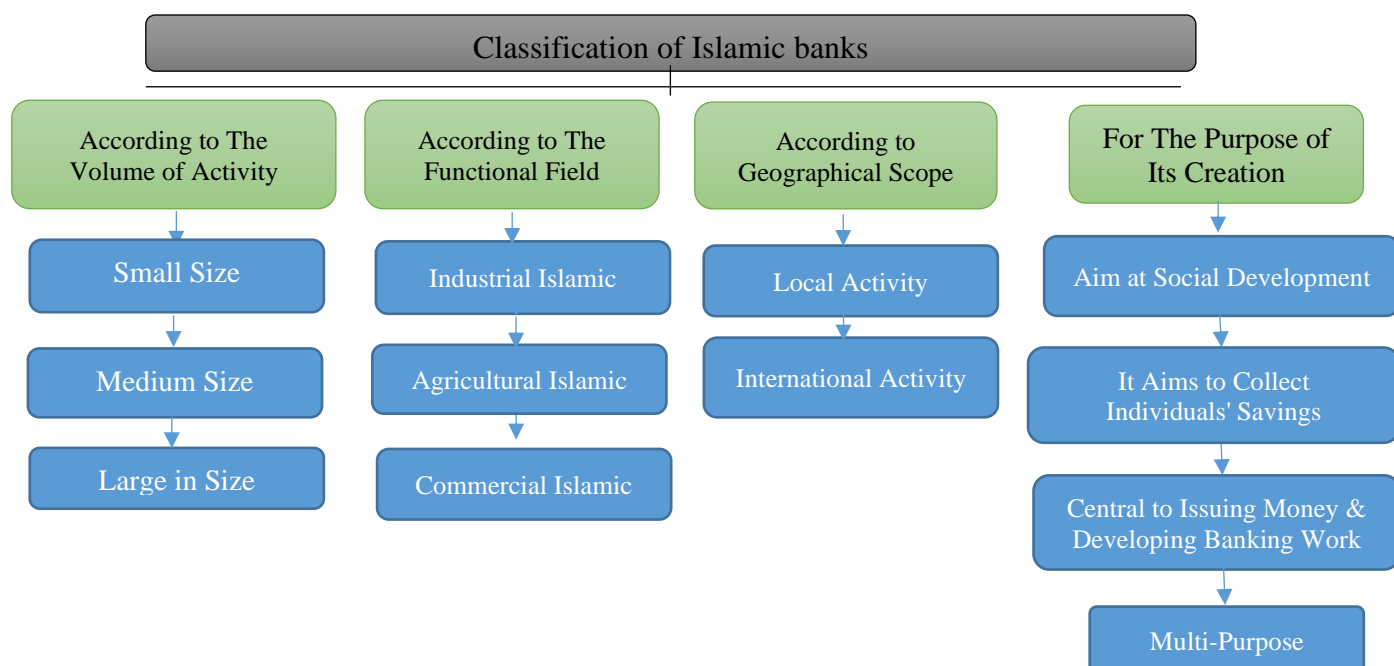 Classification of Islamic banks
According to The
Volume of Activity
Small Size
Medium Size
Large in Size
According to The
Functional Field
Industrial Islamic
Agricultural Islamic
Commercial Islamic
According to
Geographical Scope
Local Activity
International Activity
For The Purpose of
Its Creation
Aim at Social Development
It Aims to Collect
Individuals' Savings
Central to Issuing Money &
Developing Banking Work
Multi-Purpose